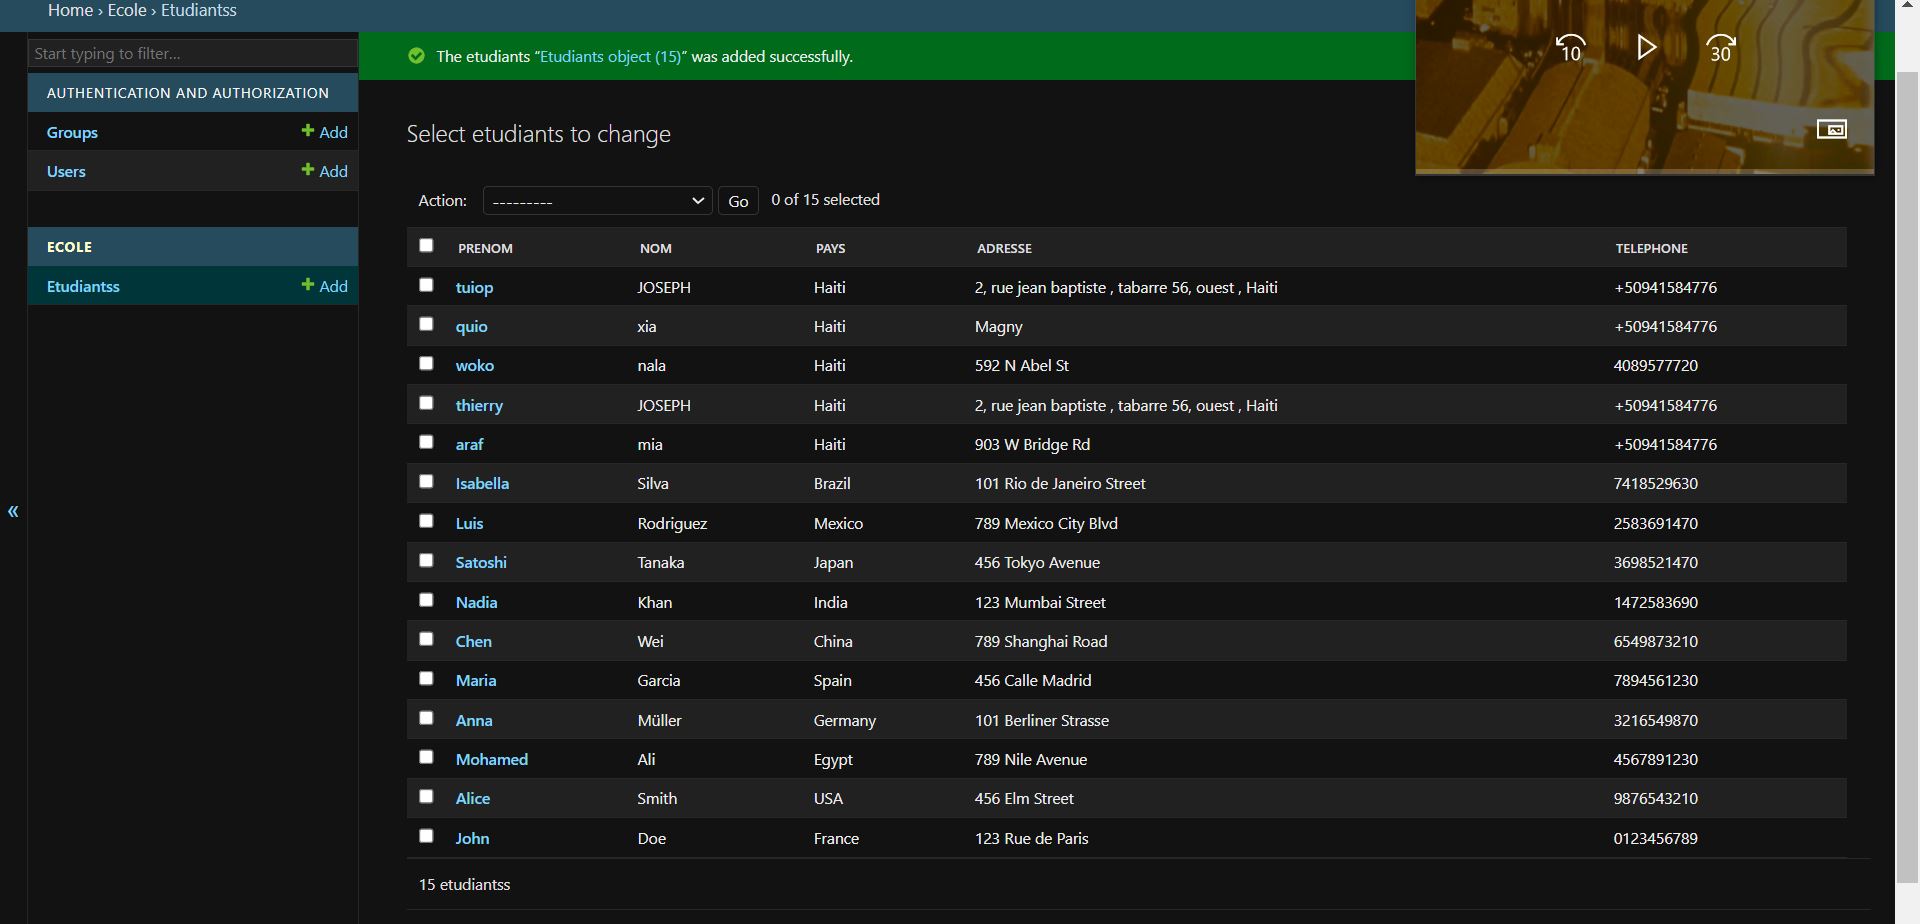 Home › Ecole › Etudiantss
Start typing to filter...
AUTHENTICATION AND AUTHORIZATION
Groups + Add
Users + Add
ECOLE
Etudiantss + Add
«
The etudiants “Etudiants object (15)” was added successfully.
10 30
Select etudiants to change
Action: --------- Go 0 of 15 selected
PRENOM NOM PAYS ADRESSE TELEPHONE
tuiop JOSEPH Haiti 2, rue jean baptiste , tabarre 56, ouest , Haiti +50941584776
quio xia Haiti Magny +50941584776
woko nala Haiti 592 N Abel St 4089577720
thierry JOSEPH Haiti 2, rue jean baptiste , tabarre 56, ouest , Haiti +50941584776
araf mia Haiti 903 W Bridge Rd +50941584776
Isabella Silva Brazil 101 Rio de Janeiro Street 7418529630
Luis Rodriguez Mexico 789 Mexico City Blvd 2583691470
Satoshi Tanaka Japan 456 Tokyo Avenue 3698521470
Nadia Khan India 123 Mumbai Street 1472583690
Chen Wei China 789 Shanghai Road 6549873210
Maria Garcia Spain 456 Calle Madrid 7894561230
Anna Müller Germany 101 Berliner Strasse 3216549870
Mohamed Ali Egypt 789 Nile Avenue 4567891230
Alice Smith USA 456 Elm Street 9876543210
John Doe France 123 Rue de Paris 0123456789
15 etudiantss